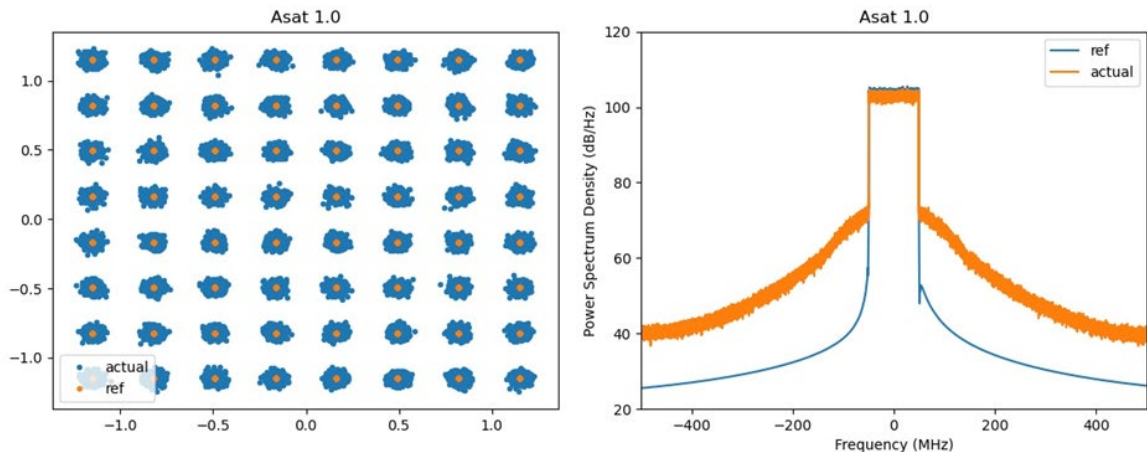 Asat 1.0
1.0
0.5
0.0
−0.5
−1.0
actual
ref
−1.0
−0.5
0.0
0.5
1.0
Asat 1.0
Power Spectrum Density (dB/Hz)
120
100
80
60
40
20
ref
actual
−400
−200
0
200
400
Frequency (MHz)